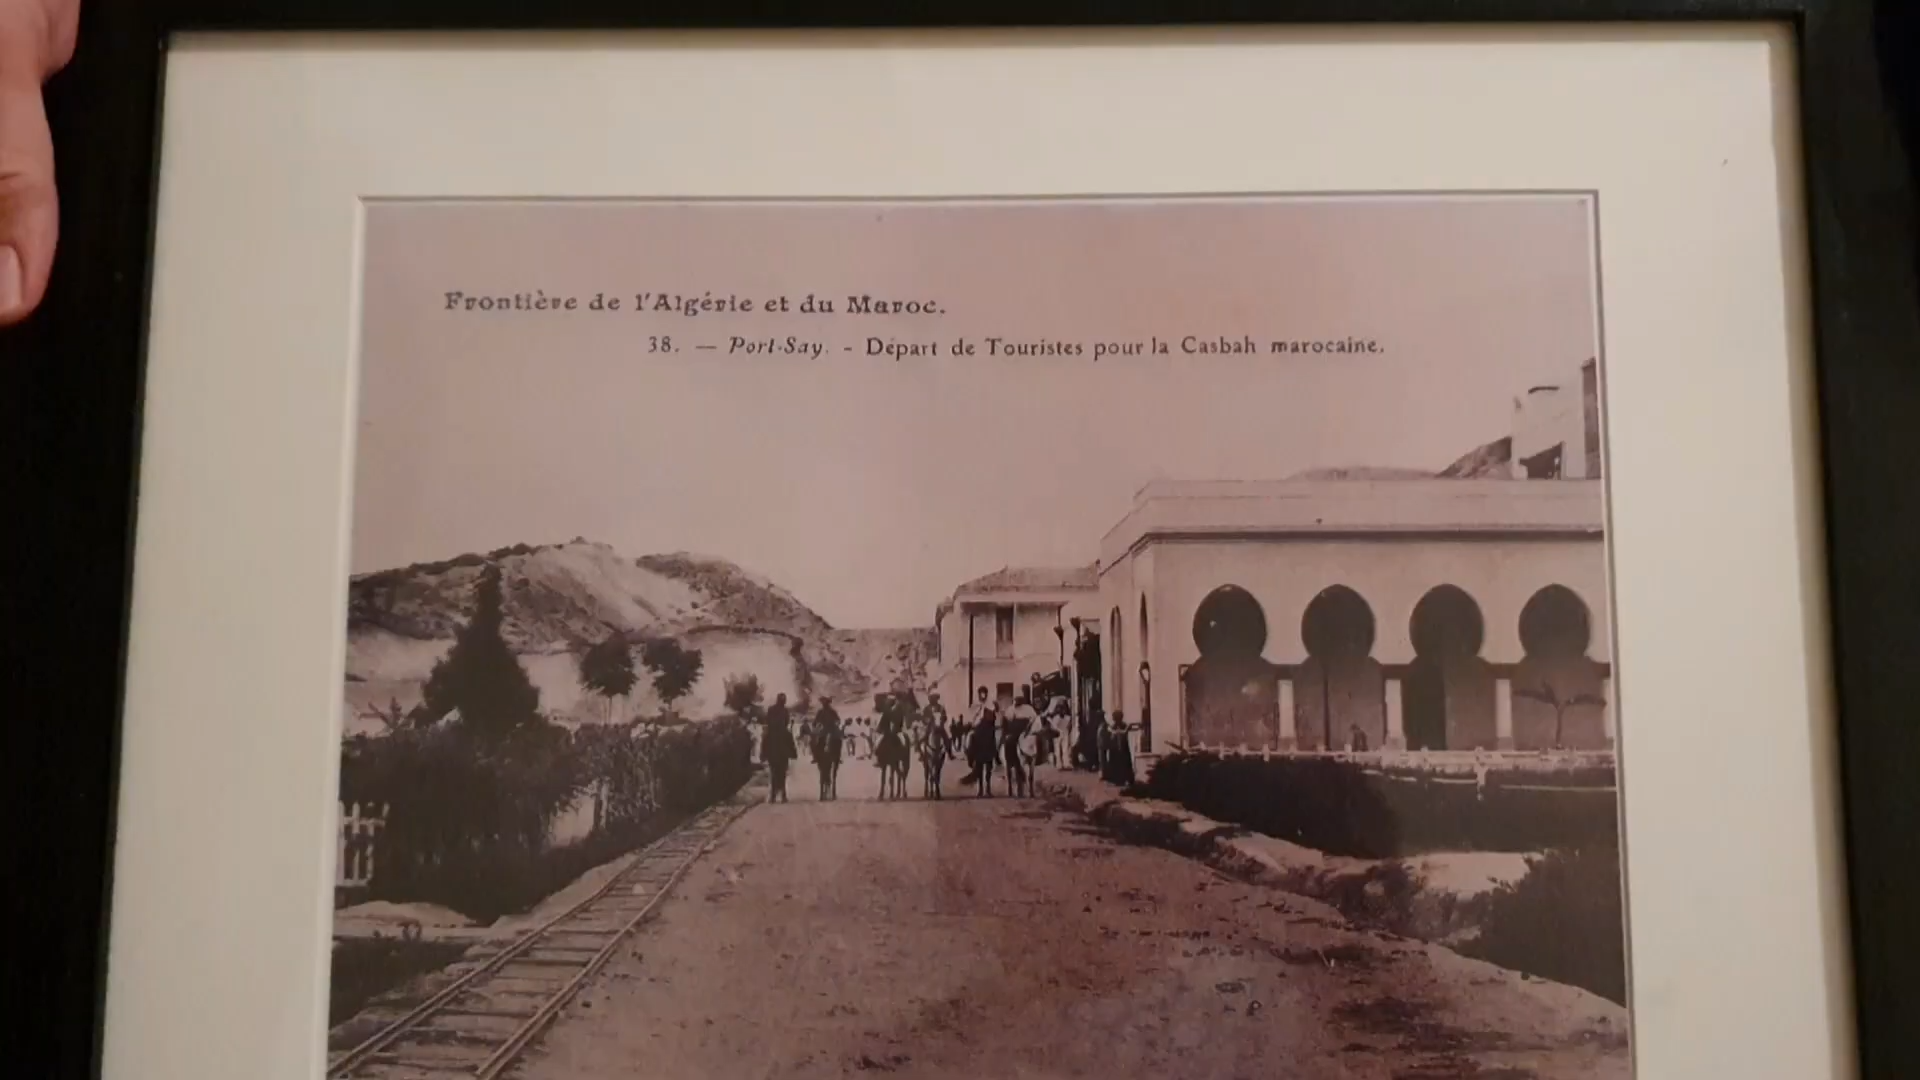 Frontière de l'Algérie et du Maroc.
38. — Port-Say. - Départ de Touristes pour la Casbah marocaine.